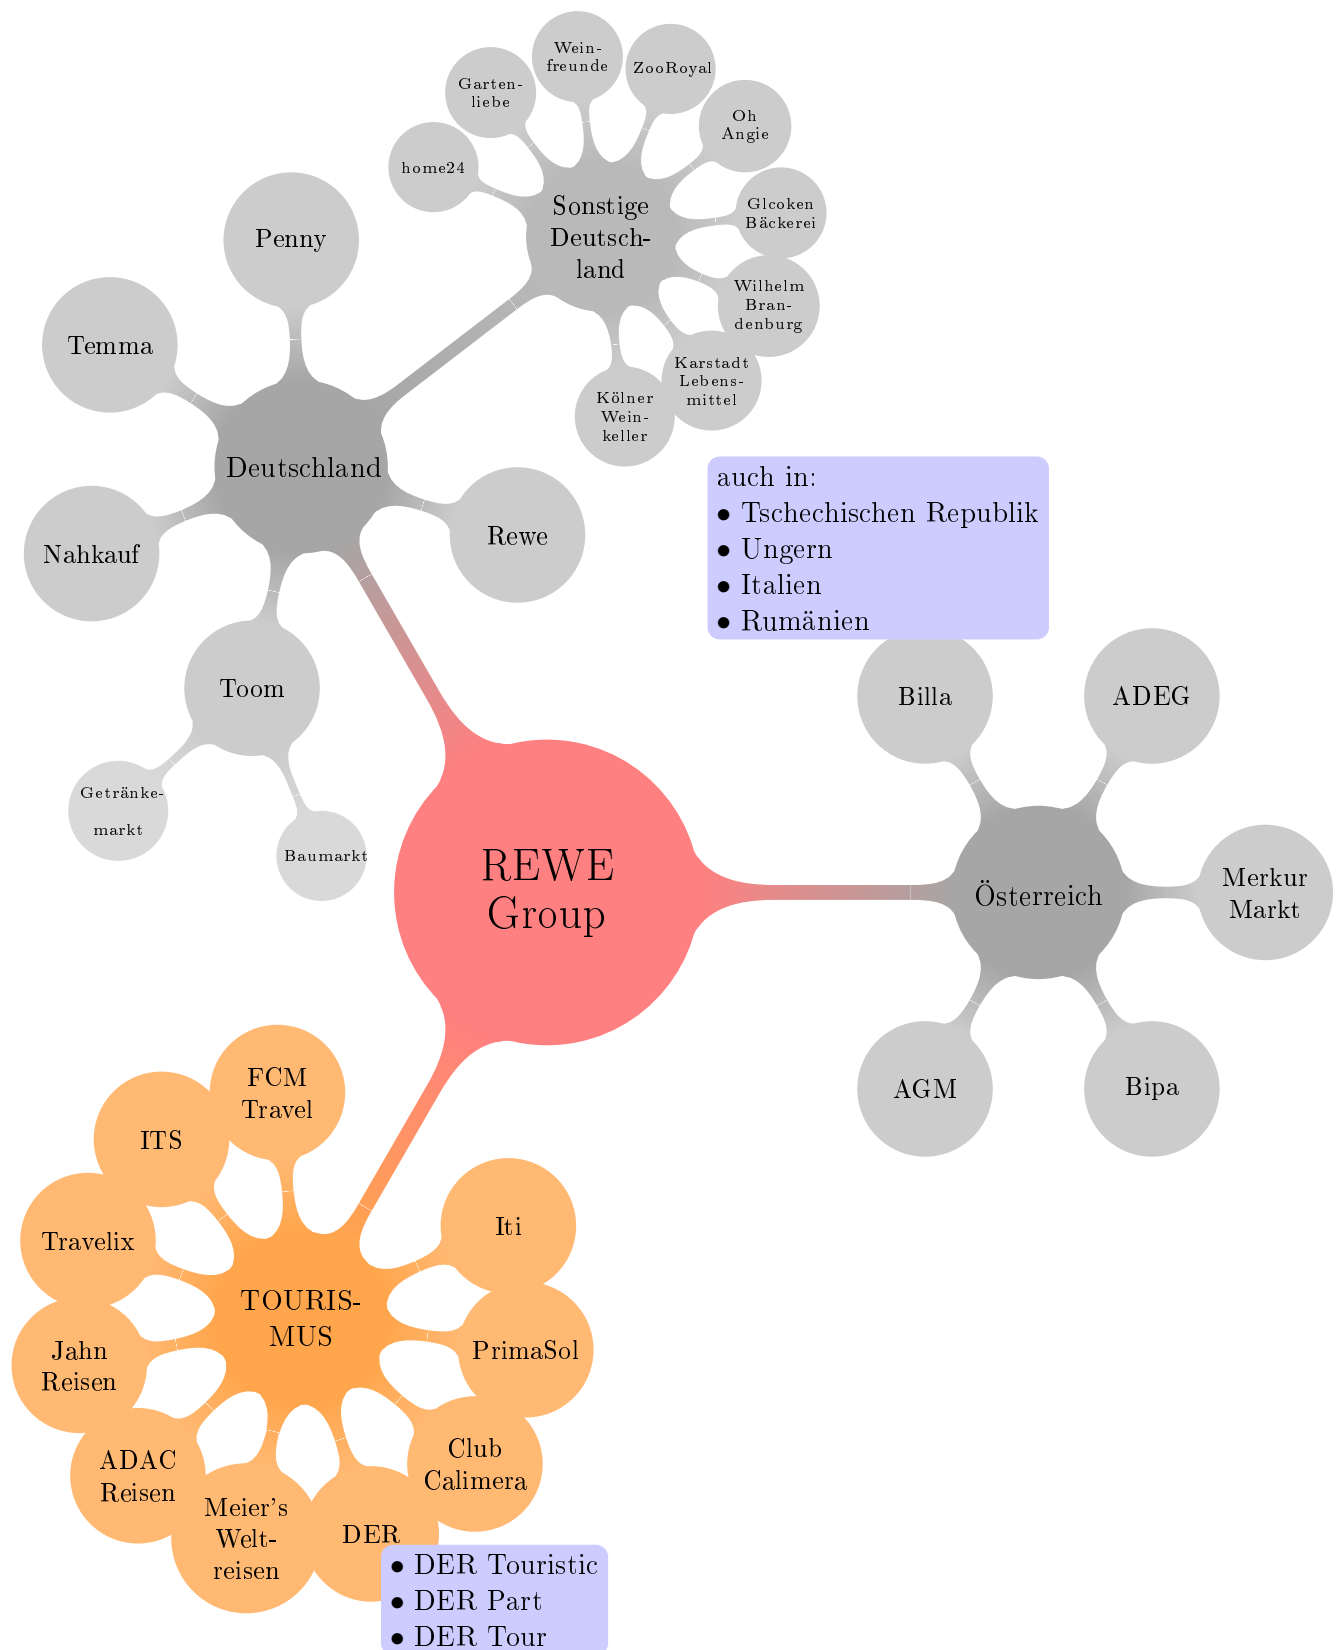 Wein-
freunde
ZooRoyal
Garten-
liebe
Oh
Angie
home24
Glcoken
Bäckerei
Sonstige
Deutsch-
land
Wilhelm
Bran-
denburg
Karstadt
Lebens-
mittel
Kölner
Wein-
keller
Penny
Temma
Deutschland
Nahkauf
Rewe
Toom
Getränke-
markt
Baumarkt
auch in:
• Tschechischen Republik
• Ungern
• Italien
• Rumänien
Billa
ADEG
REWE
Group
Österreich
Merkur
Markt
AGM
Bipa
FCM
Travel
ITS
Travelix
Iti
TOURIS-
MUS
PrimaSol
Jahn
Reisen
Club
Calimera
ADAC
Reisen
Meier's
Welt-
reisen
DER
• DER Touristic
• DER Part
• DER Tour